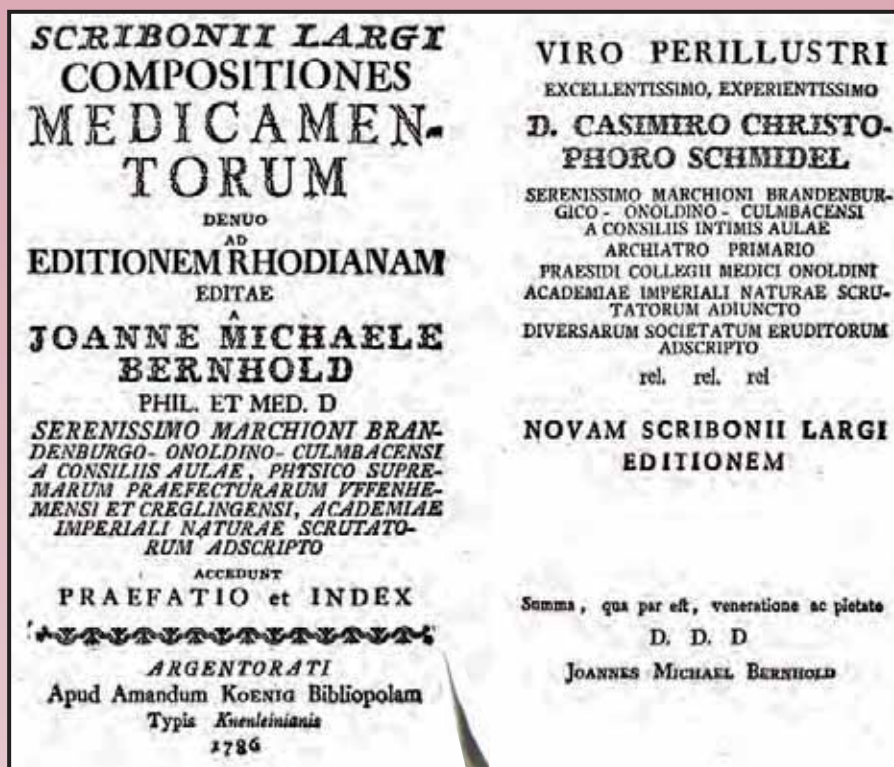 SCRIBONII LARGI
COMPOSITIONES
MEDICAMEN-
TORUM
DENUO
AD
EDITIONEM RHODIANAM
EDITAE
A
JOANNE MICHAELE
BERNHOLD
PHIL. ET MED. D
SERENISSIMO MARCHIONI BRAN-
DENBURGO- ONOLDINO- CULMBACENSI
A CONSILIIS AULAE, PHYSICO SUPRE-
MARUM PRAEFECTURARUM VFFENHE-
MENSI ET CREGLINGENSI, ACADEMIAE
IMPERIALI NATURAE SCRUTATO-
RUM ADSCRIPTO
ACCEDUNT
PRAEFATIO et INDEX
ARGENTORATI
Apud Amandum KOENIG Bibliopolam
Typis Kuenleinianis
1786
VIRO PERILLUSTRI
EXCELLENTISSIMO, EXPERIENTISSIMO
D. CASIMIRO CHRISTO-
PHORO SCHMIDEL
SERENISSIMO MARCHIONI BRANDENBUR-
GICO - ONOLDINO - CULMBACENSI
A CONSILIIS INTIMIS AULAE
ARCHIATRO PRIMARIO
PRAESIDI COLLEGII MEDICI ONOLDINI
ACADEMIAE IMPERIALI NATURAE SCRU-
TATORUM ADIUNCTO
DIVERSARUM SOCIETATUM ERUDITORUM
ADSCRIPTO
rel. rel. rel
NOVAM SCRIBONII LARGI
EDITIONEM
Summa, qua par eſt, veneratione ac pietate
D. D. D
JOANNES MICHAEL BERNHOLD